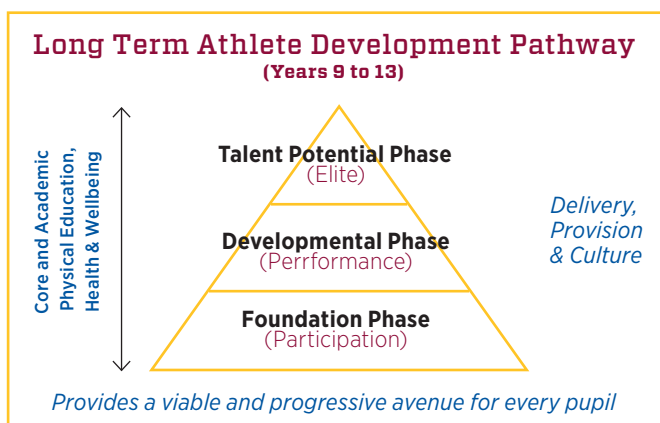 Long Term Athlete Development Pathway
(Years 9 to 13)
Core and Academic
Physical Education,
Health & Wellbeing
Talent Potential Phase
(Elite)
Developmental Phase
(Perrformance)
Foundation Phase
(Participation)
Delivery,
Provision
& Culture
Provides a viable and progressive avenue for every pupil